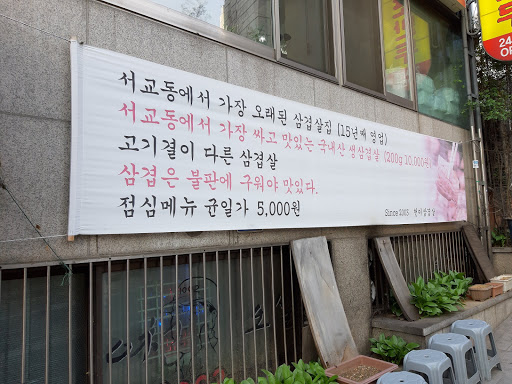 서교동에서 가장 오래된 삼겹살집 (15년째 영업)
서교동에서 가장 싸고 맛있는 국내산 생삼겹살 (200g 10,000원)
고기결이 다른 삼겹살
삼겹은 불판에 구워야 맛있다.
점심메뉴 균일가 5,000원
Since 2003
24